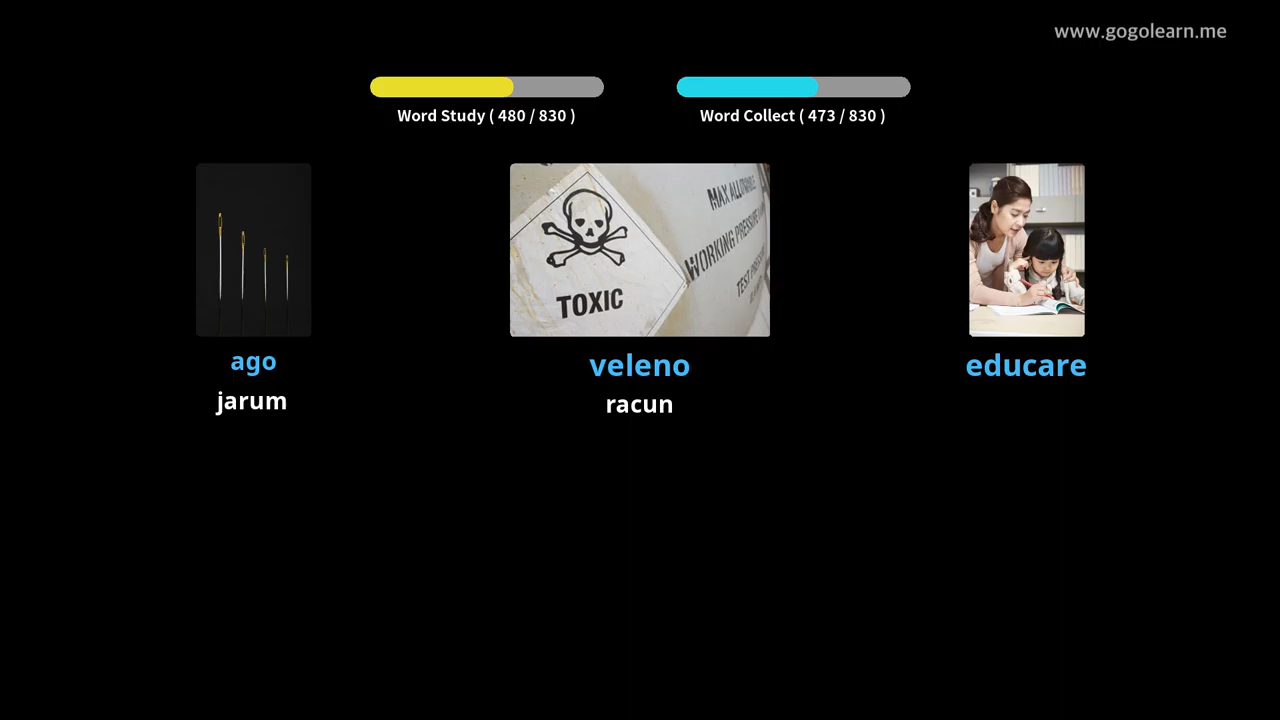 www.gogolearn.me
Word Study ( 480 / 830 )
Word Collect ( 473 / 830 )
TOXIC
MAX ALLOWABLE
WORKING PRESSURE
TEST PRESSURE
ago
jarum
veleno
racun
educare